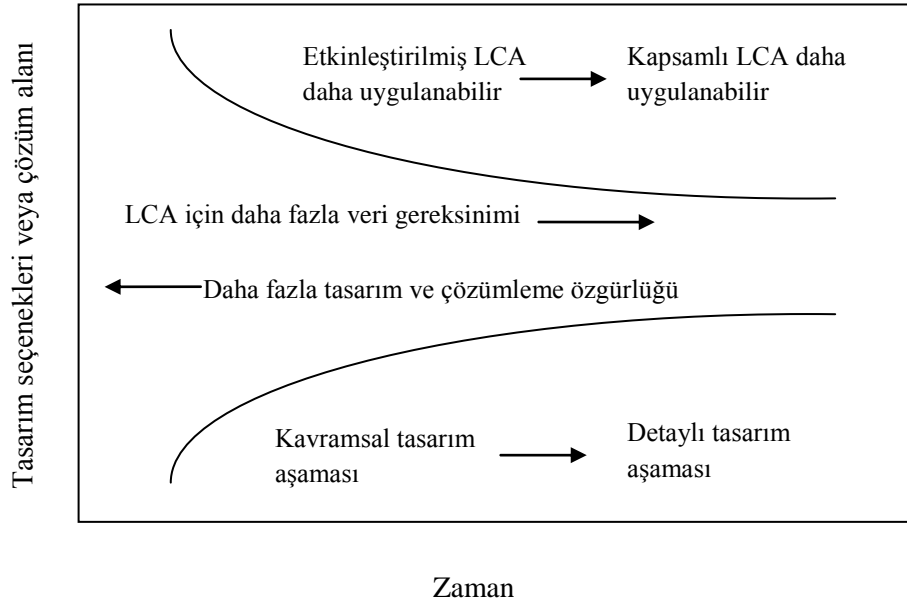 Tasarım seçenekleri veya çözüm alanı
Etkinleştirilmiş LCA
daha uygulanabilir
Kapsamlı LCA daha
uygulanabilir
LCA için daha fazla veri gereksinimi
Daha fazla tasarım ve çözümleme özgürlüğü
Kavramsal tasarım
aşaması
Detaylı tasarım
aşaması
Zaman